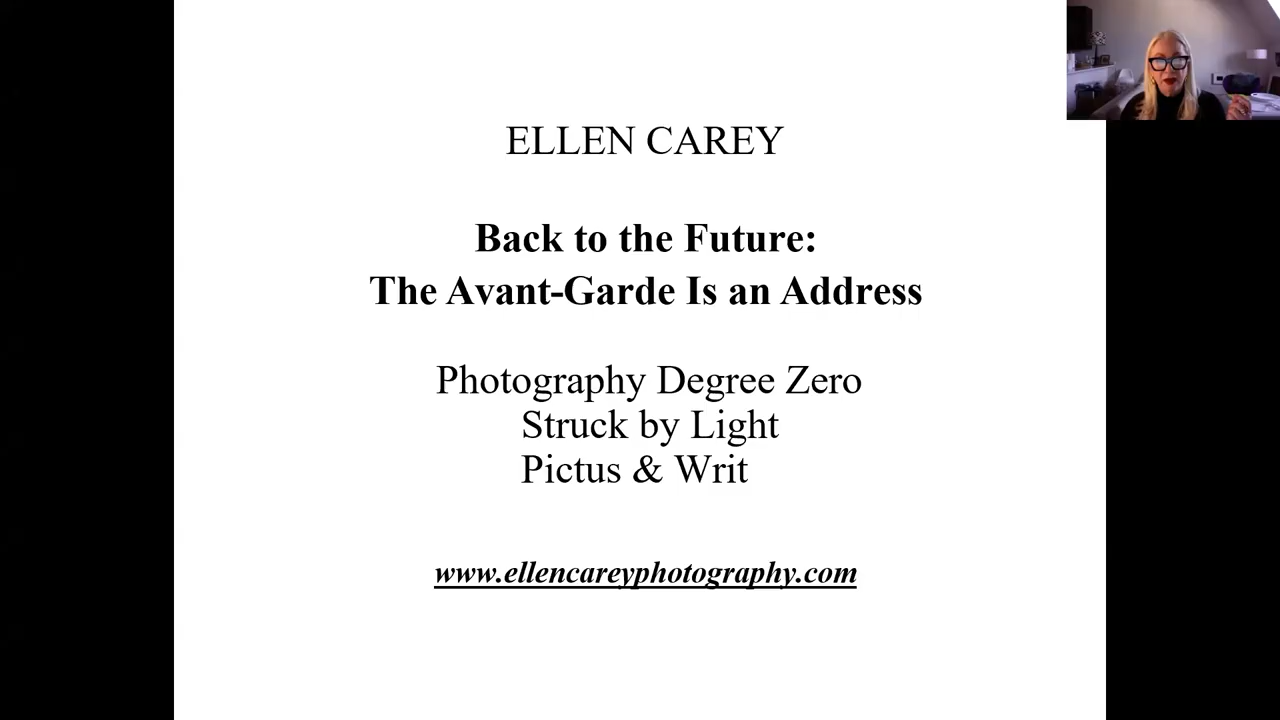 ELLEN CAREY
Back to the Future:
The Avant-Garde Is an Address
Photography Degree Zero
Struck by Light
Pictus & Writ
www.ellencareyphotography.com